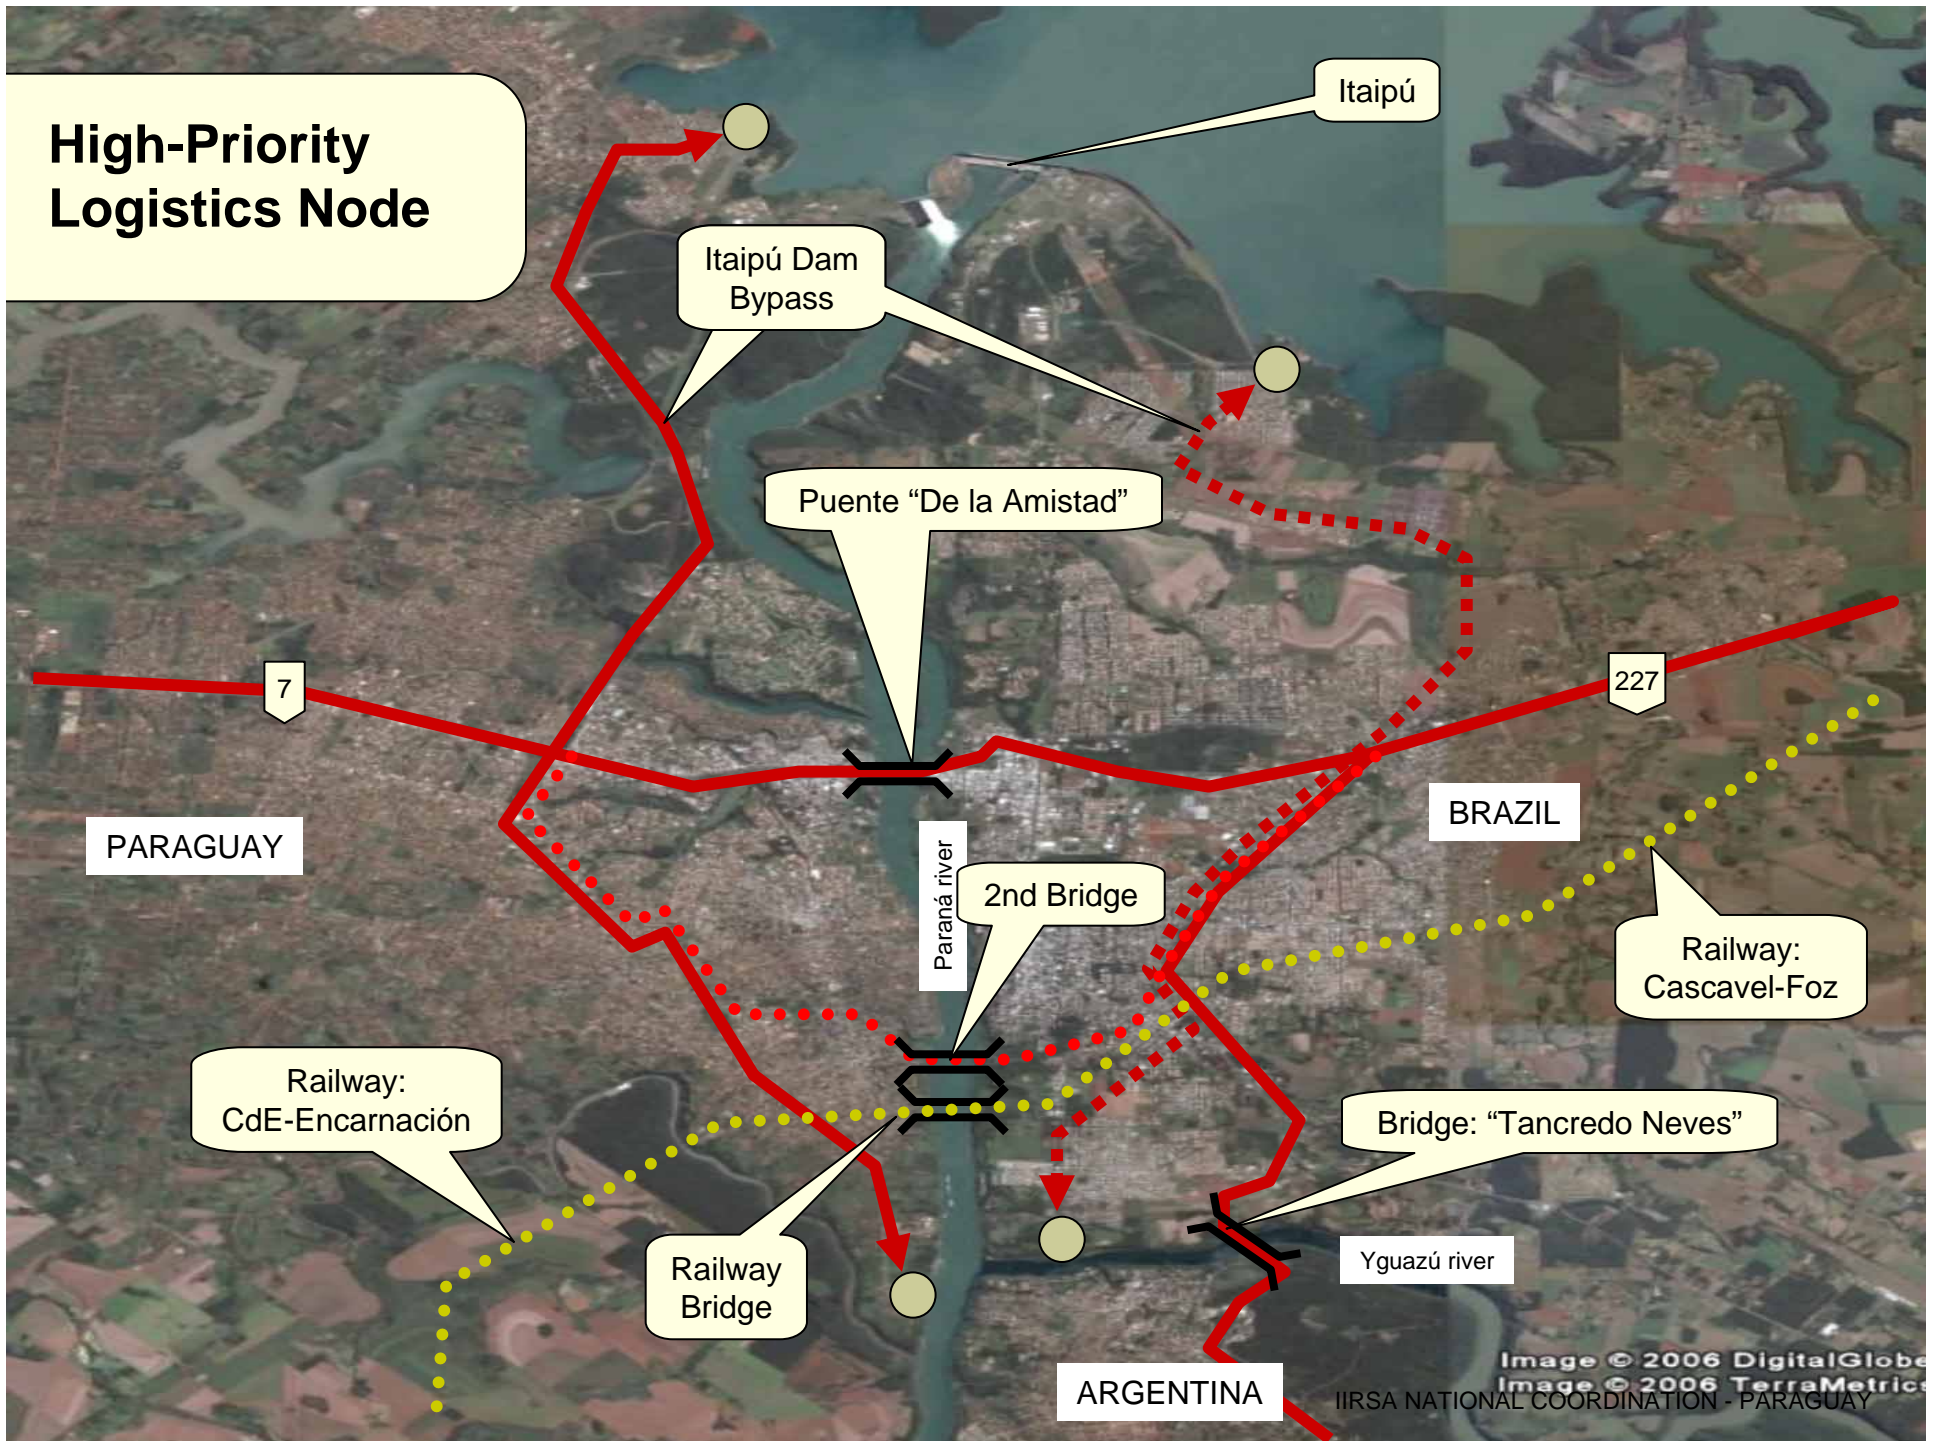 High-Priority
Logistics Node
Itaipú
Itaipú Dam
Bypass
Puente “De la Amistad”
7
227
PARAGUAY
BRAZIL
Paraná river
2nd Bridge
Railway:
Cascavel-Foz
Railway:
CdE-Encarnación
Bridge: “Tancredo Neves”
Railway
Bridge
Yguazú river
ARGENTINA
Image © 2006 DigitalGlobe
Image © 2006 TerraMetrics
IIRSA NATIONAL COORDINATION - PARAGUAY